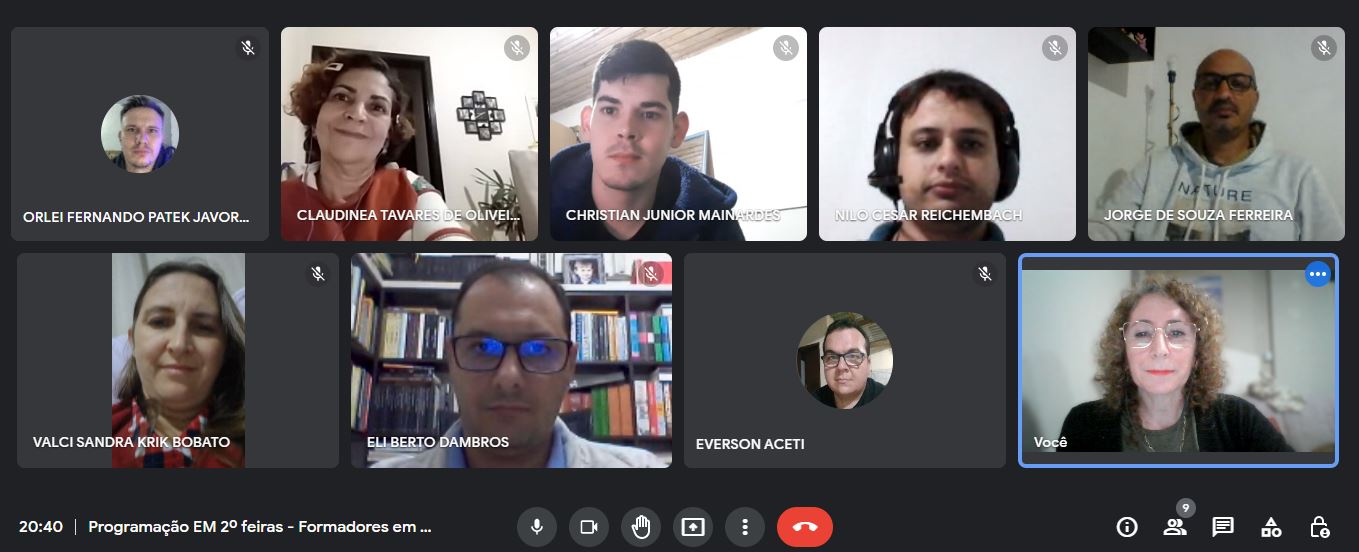 ORLEI FERNANDO PATEK JAVOR...
CLAUDINEA TAVARES DE OLIVEI...
CHRISTIAN JUNIOR MAINARDES
NILO CESAR REICHEMBACH
NATURE
JORGE DE SOUZA FERREIRA
VALCI SANDRA KRIK BOBATO
ELI BERTO DAMBROS
EVERSON ACETI
Você
20:40 | Programação EM 2º feiras - Formadores em ...
9